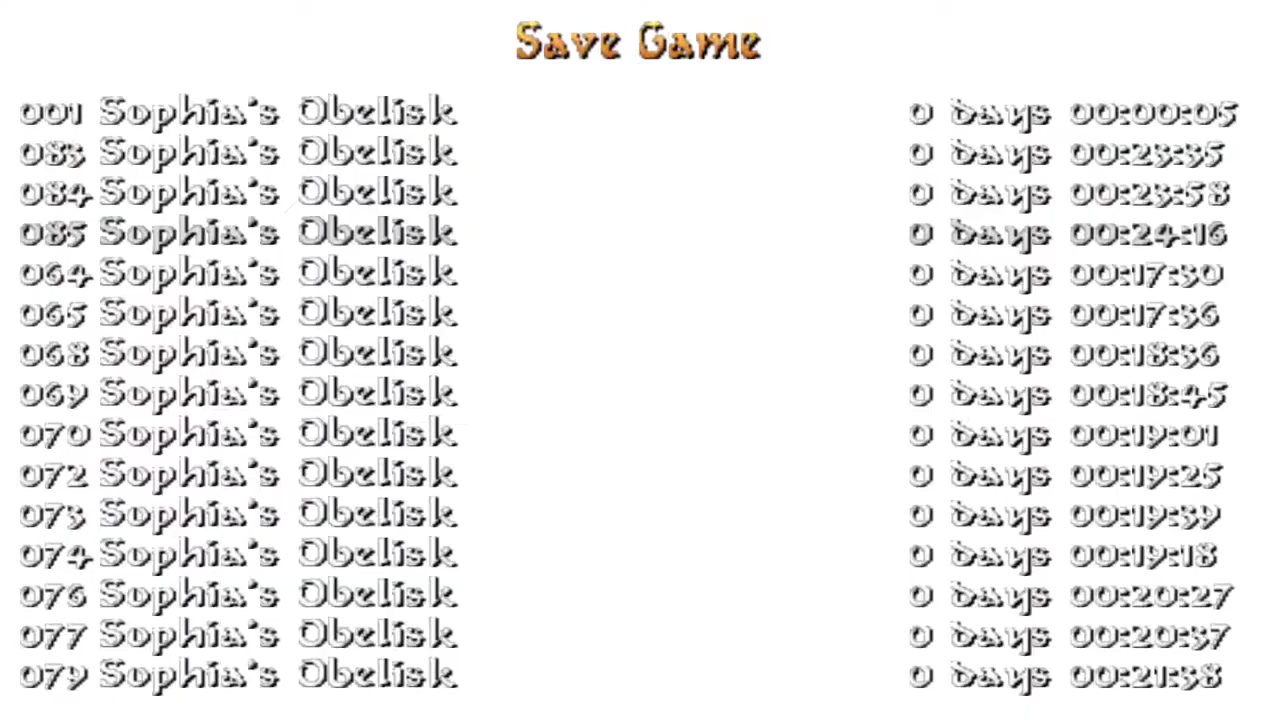 Save Game
001 Sophia's Obelisk 0 days 00:00:05
083 Sophia's Obelisk 0 days 00:23:35
084 Sophia's Obelisk 0 days 00:23:58
085 Sophia's Obelisk 0 days 00:24:16
064 Sophia's Obelisk 0 days 00:17:30
065 Sophia's Obelisk 0 days 00:17:36
068 Sophia's Obelisk 0 days 00:18:36
069 Sophia's Obelisk 0 days 00:18:45
070 Sophia's Obelisk 0 days 00:19:01
072 Sophia's Obelisk 0 days 00:19:25
073 Sophia's Obelisk 0 days 00:19:39
074 Sophia's Obelisk 0 days 00:19:18
076 Sophia's Obelisk 0 days 00:20:27
077 Sophia's Obelisk 0 days 00:20:37
079 Sophia's Obelisk 0 days 00:21:38